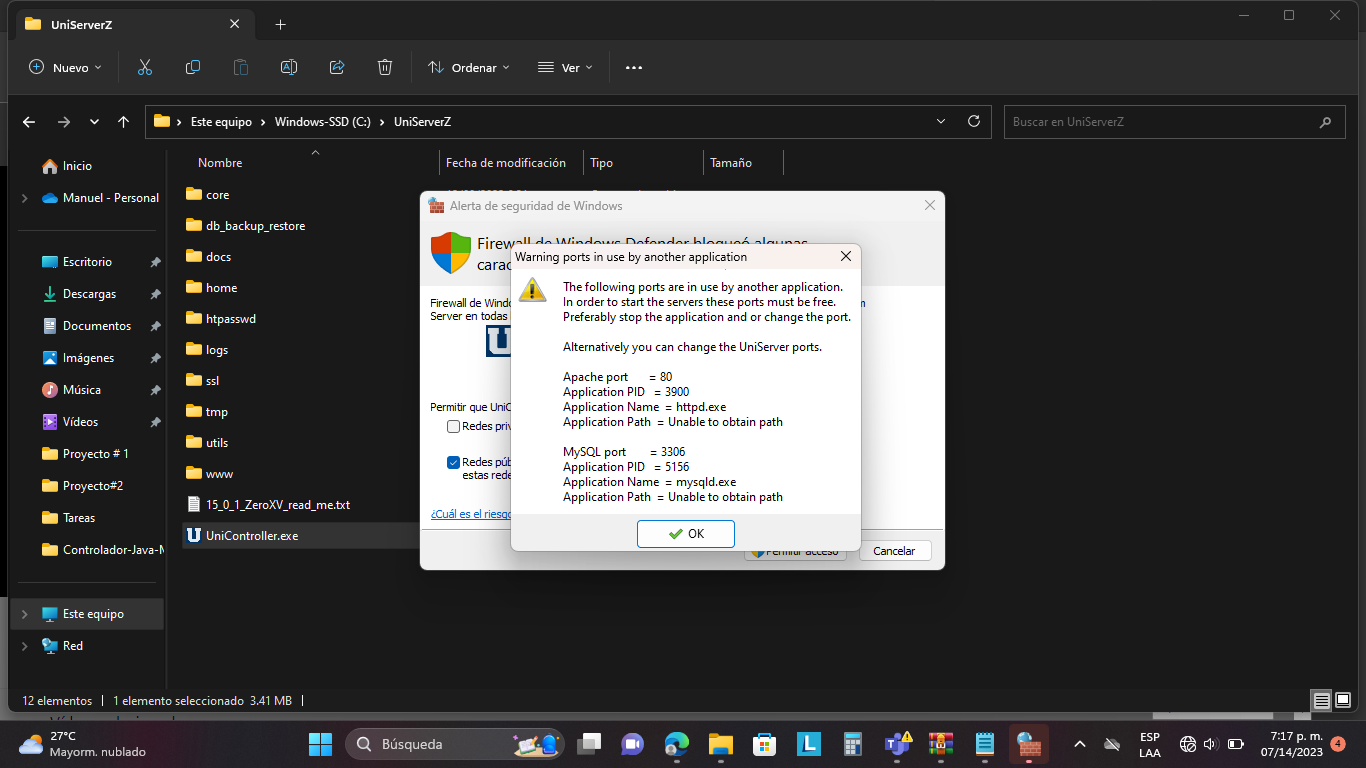 UniServerZ
Nuevo
Ordenar
Ver
Este equipo
Windows-SSD (C:)
UniServerZ
Buscar en UniServerZ
Inicio
Manuel - Personal
Escritorio
Descargas
Documentos
Imágenes
Música
Vídeos
Proyecto # 1
Proyecto#2
Tareas
Controlador-Java-M
Este equipo
Red
Nombre
Fecha de modificación
Tipo
Tamaño
core
db_backup_restore
docs
home
htpasswd
logs
ssl
tmp
utils
www
15_0_1_ZeroXV_read_me.txt
UniController.exe
Alerta de seguridad de Windows
Firewall de Windows Defender bloqueó algunas
carac
Firewall de Windo
Server en todas
Permitir que UniC
Redes priv
Redes púb
estas rede
¿Cuál es el riesgo
Permitir acceso
Cancelar
Warning ports in use by another application
The following ports are in use by another application.
In order to start the servers these ports must be free.
Preferably stop the application and or change the port.
Alternatively you can change the UniServer ports.
Apache port = 80
Application PID = 3900
Application Name = httpd.exe
Application Path = Unable to obtain path
MySQL port = 3306
Application PID = 5156
Application Name = mysqld.exe
Application Path = Unable to obtain path
OK
12 elementos
1 elemento seleccionado 3.41 MB
27°C
Mayorm. nublado
Búsqueda
ESP
LAA
7:17 p. m.
07/14/2023
4